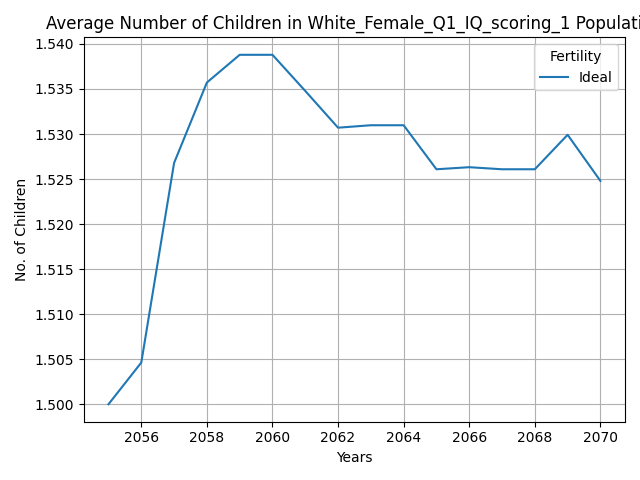 Average Number of Children in White_Female_Q1_IQ_scoring_1 Populati
1.540
1.535
1.530
1.525
1.520
1.515
1.510
1.505
1.500
No. of Children
Fertility
Ideal
2056 2058 2060 2062 2064 2066 2068 2070
Years